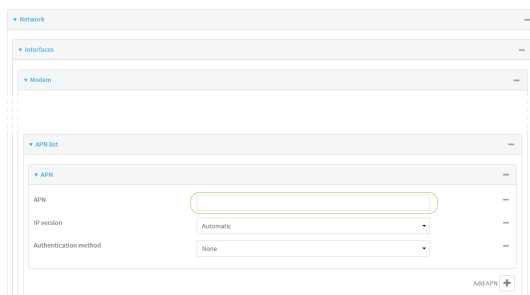 Network
Interfaces
Modem
APN list
APN
APN
IP version
Automatic
Authentication method
None
Add APN